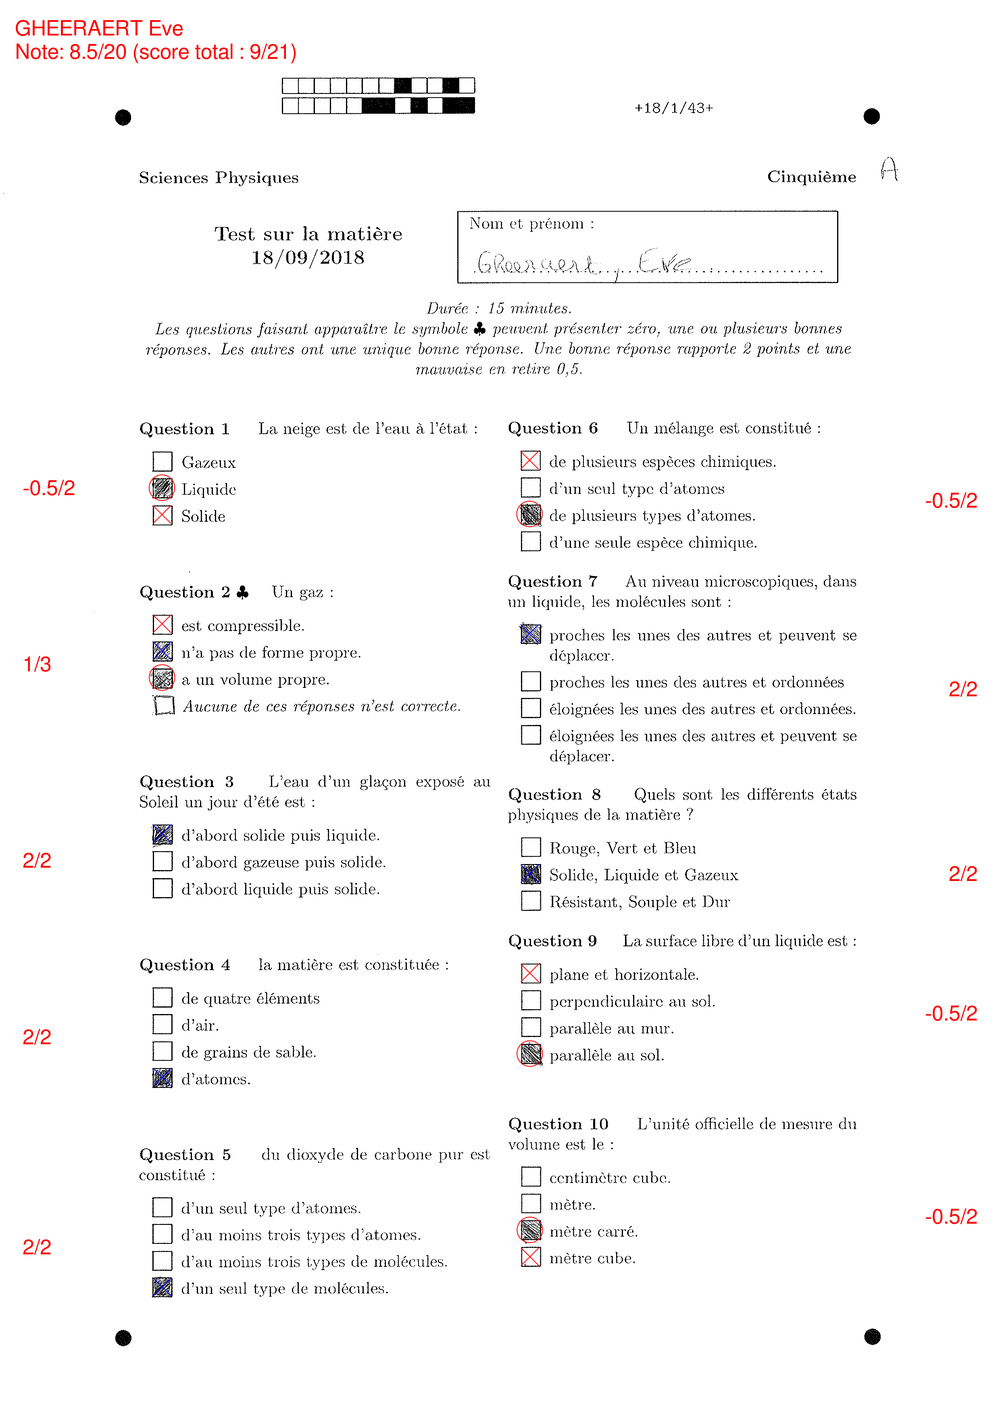 GHEERAERT Eve
Note: 8.5/20 (score total : 9/21)
+18/1/43+
Sciences Physiques
Cinquième A
Test sur la matière
18/09/2018
Nom et prénom :
Gheeraert, Eve
Durée : 15 minutes.
Les questions faisant apparaître le symbole ♣ peuvent présenter zéro, une ou plusieurs bonnes
réponses. Les autres ont une unique bonne réponse. Une bonne réponse rapporte 2 points et une
mauvaise en retire 0,5.
Question 1 La neige est de l'eau à l'état :
Gazeux
-0.5/2
Liquide
Solide
Question 2 ♣ Un gaz :
est compressible.
n'a pas de forme propre.
1/3
a un volume propre.
Aucune de ces réponses n'est correcte.
Question 3 L'eau d'un glaçon exposé au
Soleil un jour d'été est :
d'abord solide puis liquide.
2/2
d'abord gazeuse puis solide.
d'abord liquide puis solide.
Question 4 la matière est constituée :
de quatre éléments
d'air.
2/2
de grains de sable.
d'atomes.
Question 5 du dioxyde de carbone pur est
constitué :
d'un seul type d'atomes.
d'au moins trois types d'atomes.
2/2
d'au moins trois types de molécules.
d'un seul type de molécules.
Question 6 Un mélange est constitué :
de plusieurs espèces chimiques.
d'un seul type d'atomes
-0.5/2
de plusieurs types d'atomes.
d'une seule espèce chimique.
Question 7 Au niveau microscopiques, dans
un liquide, les molécules sont :
proches les unes des autres et peuvent se
déplacer.
proches les unes des autres et ordonnées
2/2
éloignées les unes des autres et ordonnées.
éloignées les unes des autres et peuvent se
déplacer.
Question 8 Quels sont les différents états
physiques de la matière ?
Rouge, Vert et Bleu
Solide, Liquide et Gazeux
2/2
Résistant, Souple et Dur
Question 9 La surface libre d'un liquide est :
plane et horizontale.
perpendiculaire au sol.
-0.5/2
parallèle au mur.
parallèle au sol.
Question 10 L'unité officielle de mesure du
volume est le :
centimètre cube.
mètre.
-0.5/2
mètre carré.
mètre cube.